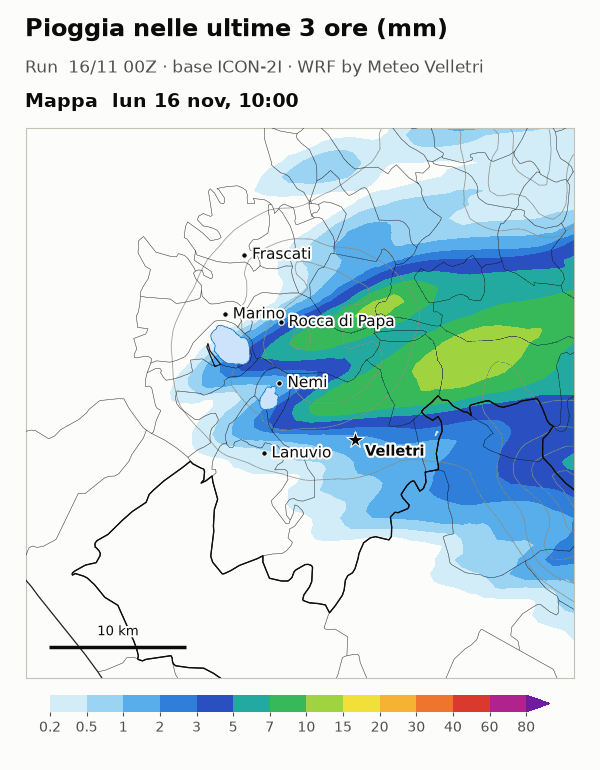 Pioggia nelle ultime 3 ore (mm)
Run  16/11 00Z · base ICON-2I · WRF by Meteo Velletri
Mappa  lun 16 nov, 10:00
Frascati
Marino
Rocca di Papa
Nemi
Velletri
Lanuvio
10 km
0.2 0.5 1 2 3 5 7 10 15 20 30 40 60 80